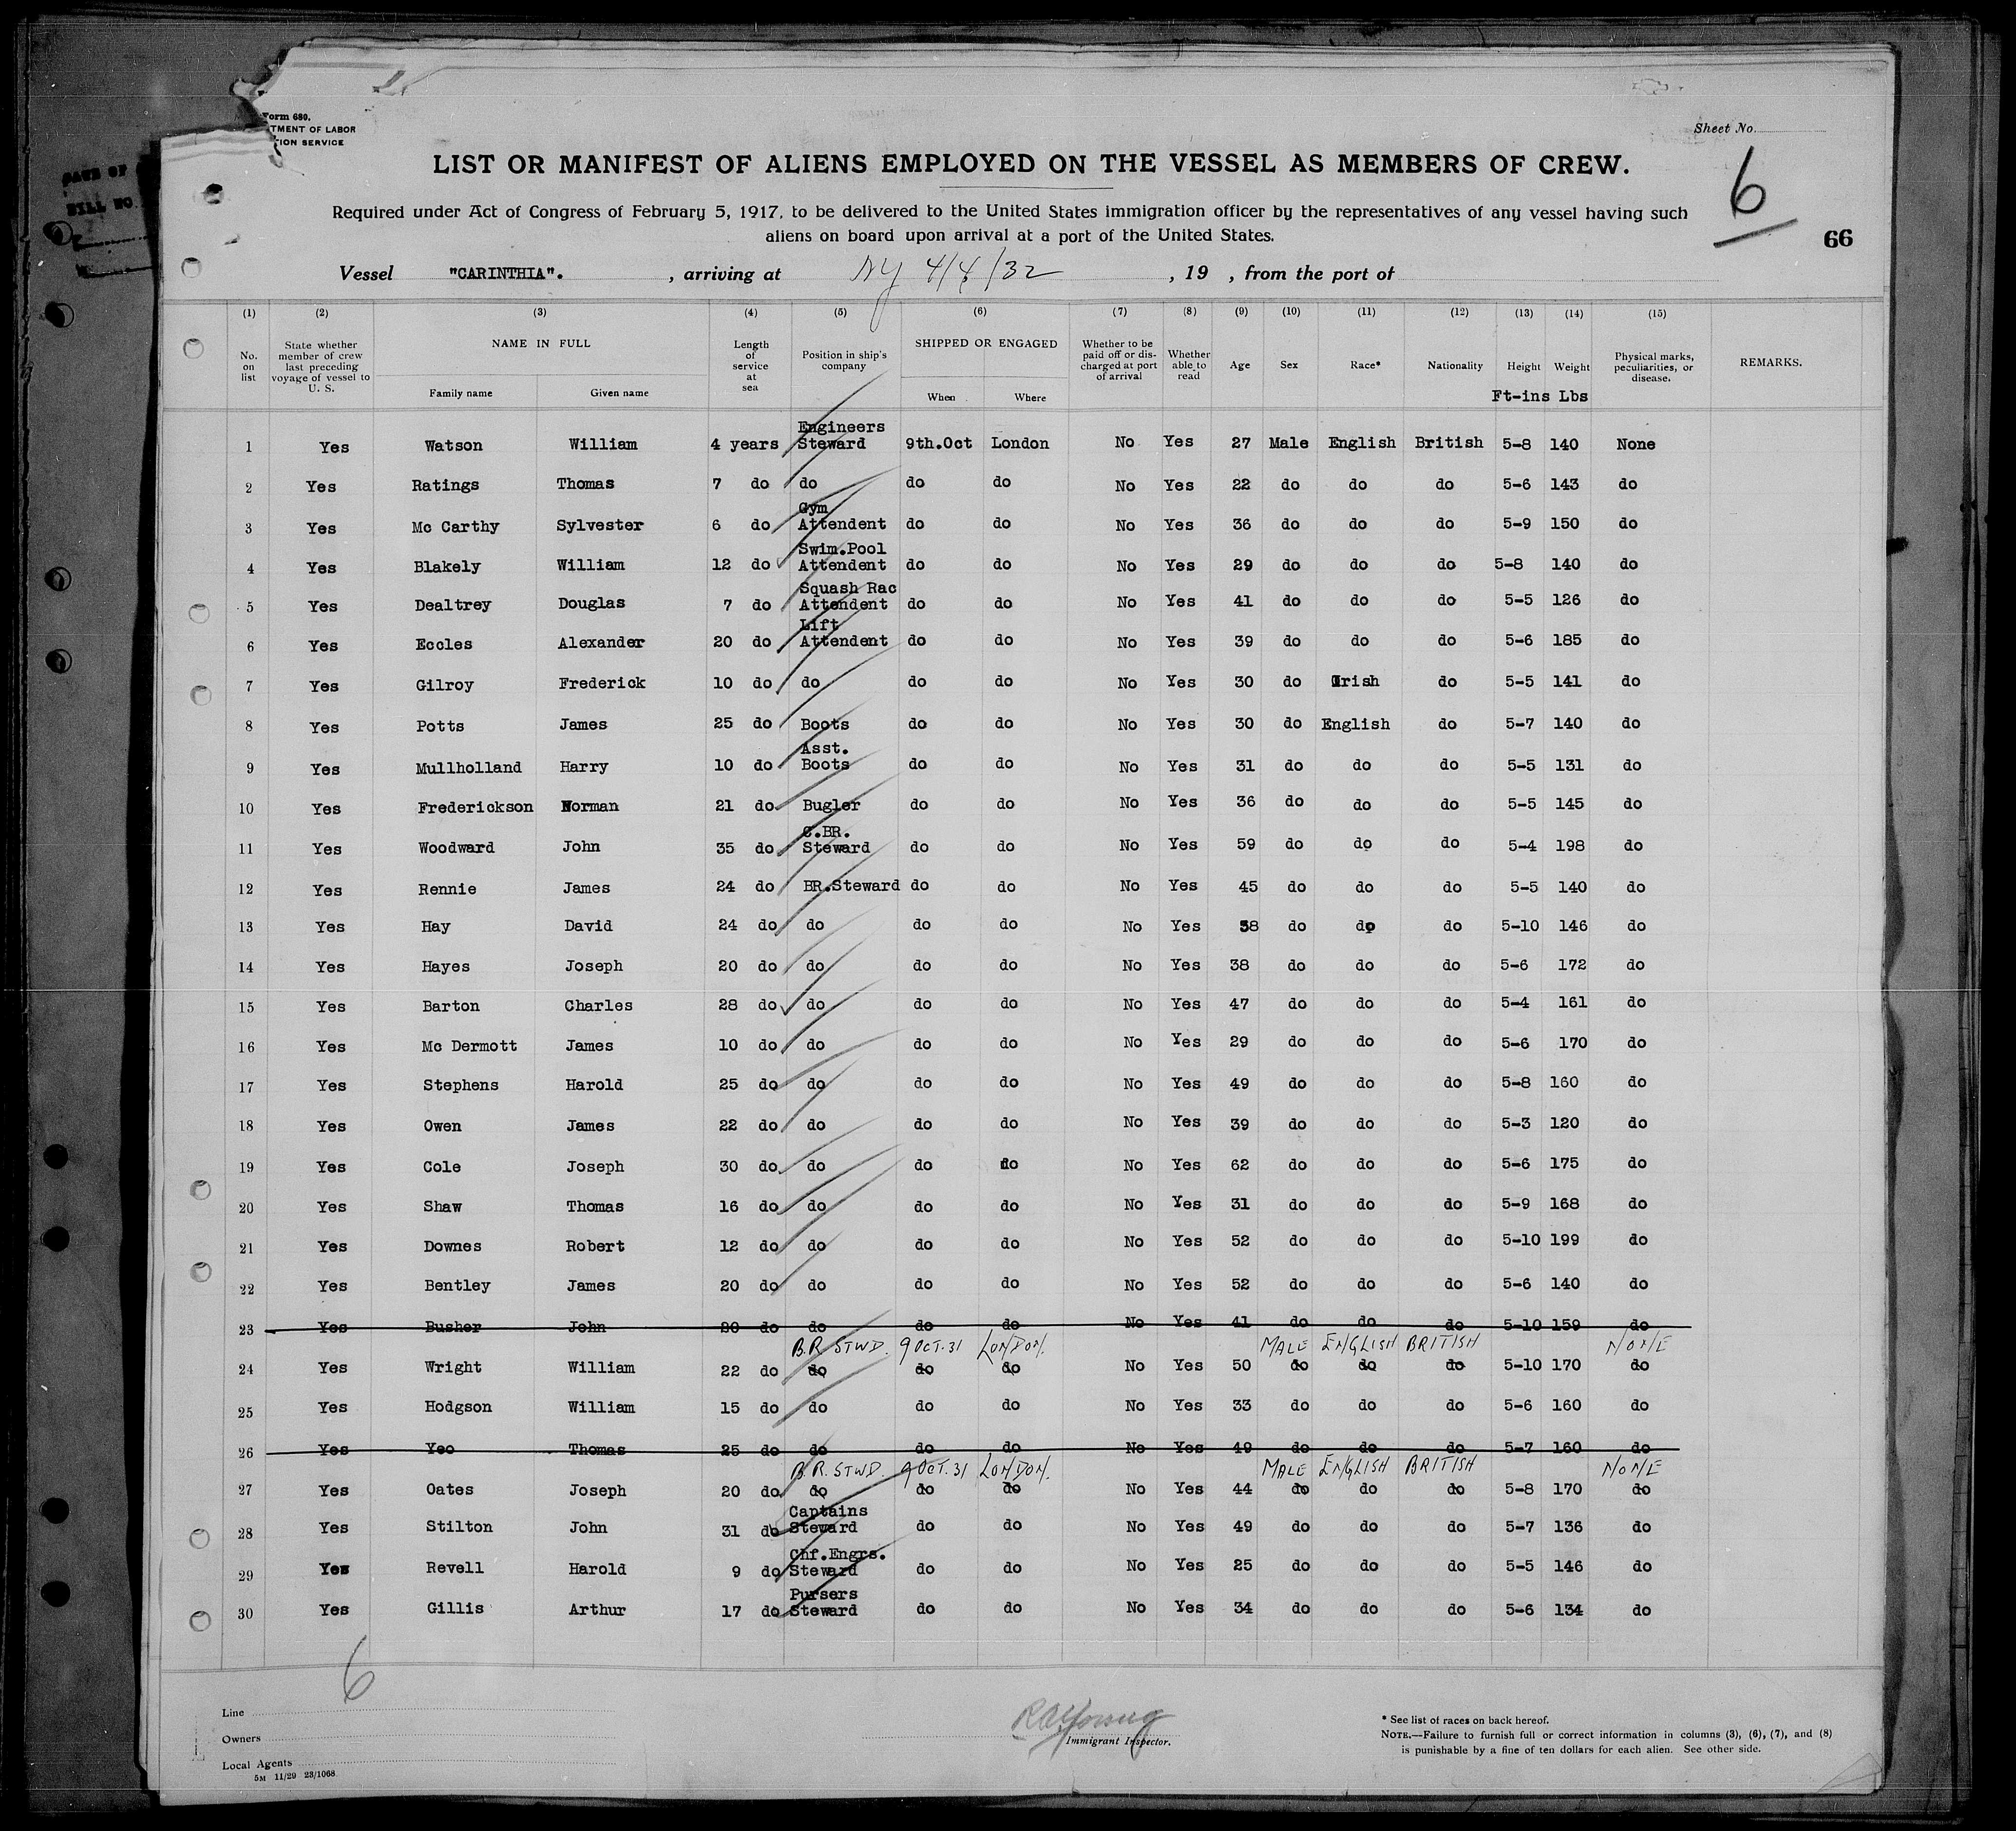 Form 680.
TMENT OF LABOR
TION SERVICE
Sheet No.
LIST OR MANIFEST OF ALIENS EMPLOYED ON THE VESSEL AS MEMBERS OF CREW.
6
Required under Act of Congress of February 5, 1917, to be delivered to the United States immigration officer by the representatives of any vessel having such
aliens on board upon arrival at a port of the United States.
66
Vessel "CARINTHIA". , arriving at NY 4/4/32 , 19 , from the port of
(1) (2) (3) (4) (5) (6) (7) (8) (9) (10) (11) (12) (13) (14) (15)
No. on list State whether member of crew last preceding voyage of vessel to U. S. NAME IN FULL Family name Given name Length of service at sea Position in ship's company SHIPPED OR ENGAGED When Where Whether to be paid off or discharged at port of arrival Whether able to read Age Sex Race* Nationality Height Weight Physical marks, peculiarities, or disease. REMARKS.
Ft-ins Lbs
1 Yes Watson William 4 years Engineers Steward 9th.Oct London No Yes 27 Male English British 5-8 140 None
2 Yes Ratings Thomas 7 do do do do No Yes 22 do do do 5-6 143 do
3 Yes Mc Carthy Sylvester 6 do Gym Attendent do do No Yes 36 do do do 5-9 150 do
4 Yes Blakely William 12 do Swim.Pool Attendent do do No Yes 29 do do do 5-8 140 do
5 Yes Dealtrey Douglas 7 do Squash Rac Attendent do do No Yes 41 do do do 5-5 126 do
6 Yes Eccles Alexander 20 do Lift Attendent do do No Yes 39 do do do 5-6 185 do
7 Yes Gilroy Frederick 10 do do do do No Yes 30 do Irish do 5-5 141 do
8 Yes Potts James 25 do Boots do do No Yes 30 do English do 5-7 140 do
9 Yes Mullholland Harry 10 do Asst. Boots do do No Yes 31 do do do 5-5 131 do
10 Yes Frederickson Norman 21 do Bugler do do No Yes 36 do do do 5-5 145 do
11 Yes Woodward John 35 do C.BR. Steward do do No Yes 59 do do do 5-4 198 do
12 Yes Rennie James 24 do BR.Steward do do No Yes 45 do do do 5-5 140 do
13 Yes Hay David 24 do do do do No Yes 38 do do do 5-10 146 do
14 Yes Hayes Joseph 20 do do do do No Yes 38 do do do 5-6 172 do
15 Yes Barton Charles 28 do do do do No Yes 47 do do do 5-4 161 do
16 Yes Mc Dermott James 10 do do do do No Yes 29 do do do 5-6 170 do
17 Yes Stephens Harold 25 do do do do No Yes 49 do do do 5-8 160 do
18 Yes Owen James 22 do do do do No Yes 39 do do do 5-3 120 do
19 Yes Cole Joseph 30 do do do do No Yes 62 do do do 5-6 175 do
20 Yes Shaw Thomas 16 do do do do No Yes 31 do do do 5-9 168 do
21 Yes Downes Robert 12 do do do do No Yes 52 do do do 5-10 199 do
22 Yes Bentley James 20 do do do do No Yes 52 do do do 5-6 140 do
23 Yes Busher John 20 do do do do No Yes 41 do do do 5-10 159 do
B.R. STWD. 9 OCT. 31 LONDON. MALE ENGLISH BRITISH NONE
24 Yes Wright William 22 do do do do No Yes 50 do do do 5-10 170 do
25 Yes Hodgson William 15 do do do do No Yes 33 do do do 5-6 160 do
26 Yes Yeo Thomas 25 do do do do No Yes 49 do do do 5-7 160 do
B.R. STWD. 9 OCT. 31 LONDON. MALE ENGLISH BRITISH NONE
27 Yes Oates Joseph 20 do do do do No Yes 44 do do do 5-8 170 do
28 Yes Stilton John 31 do Captains Steward do do No Yes 49 do do do 5-7 136 do
29 Yes Revell Harold 9 do Chf.Engrs. Steward do do No Yes 25 do do do 5-5 146 do
30 Yes Gillis Arthur 17 do Pursers Steward do do No Yes 34 do do do 5-6 134 do
6
Line
Owners
Local Agents
5M 11/29 23/1068
Immigrant Inspector.
* See list of races on back hereof.
NOTE.—Failure to furnish full or correct information in columns (3), (6), (7), and (8)
is punishable by a fine of ten dollars for each alien. See other side.